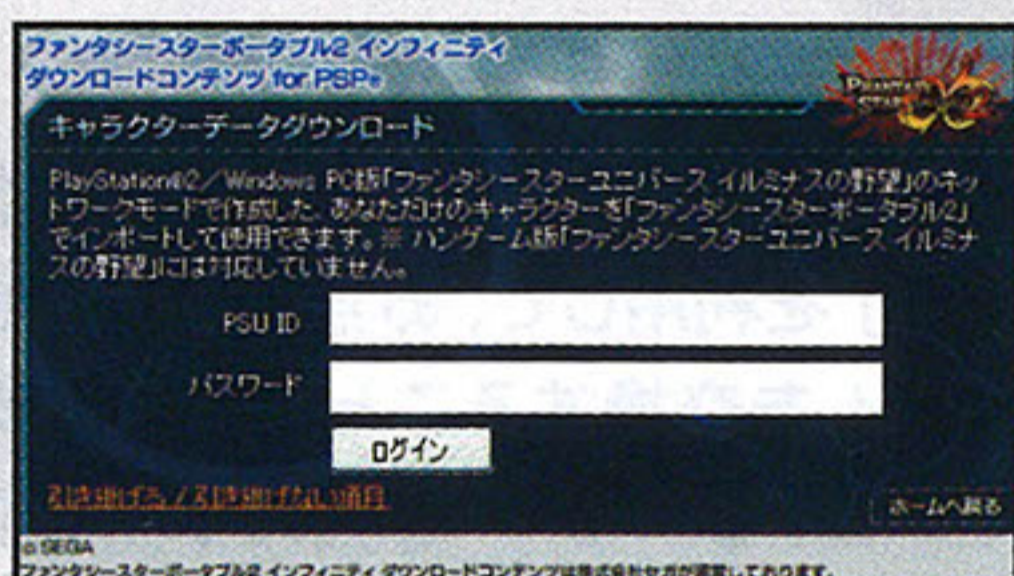 ファンタシースターポータブル2 インフィニティ
ダウンロードコンテンツ for PSP®
PHANTASY STAR
キャラクターデータダウンロード
PlayStation®2／Windows PC版「ファンタシースターユニバース イルミナスの野望」のネッ
トワークモードで作成した、あなただけのキャラクターを「ファンタシースターポータブル2」
でインポートして使用できます。※ ハンゲーム版「ファンタシースターユニバース イルミナ
スの野望」には対応していません。
PSU ID
パスワード
ログイン
引き継げる / 引き継げない項目
ホームへ戻る
© SEGA
ファンタシースターポータブル2 インフィニティ ダウンロードコンテンツは株式会社セガが運営しております。